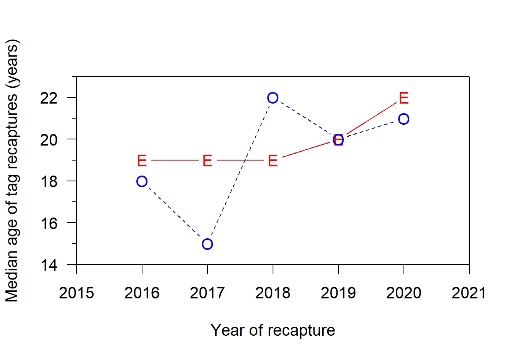 Median age of tag recaptures (years)
22
20
18
16
14
E
E
E
E
E
O
O
O
O
O
2015 2016 2017 2018 2019 2020 2021
Year of recapture